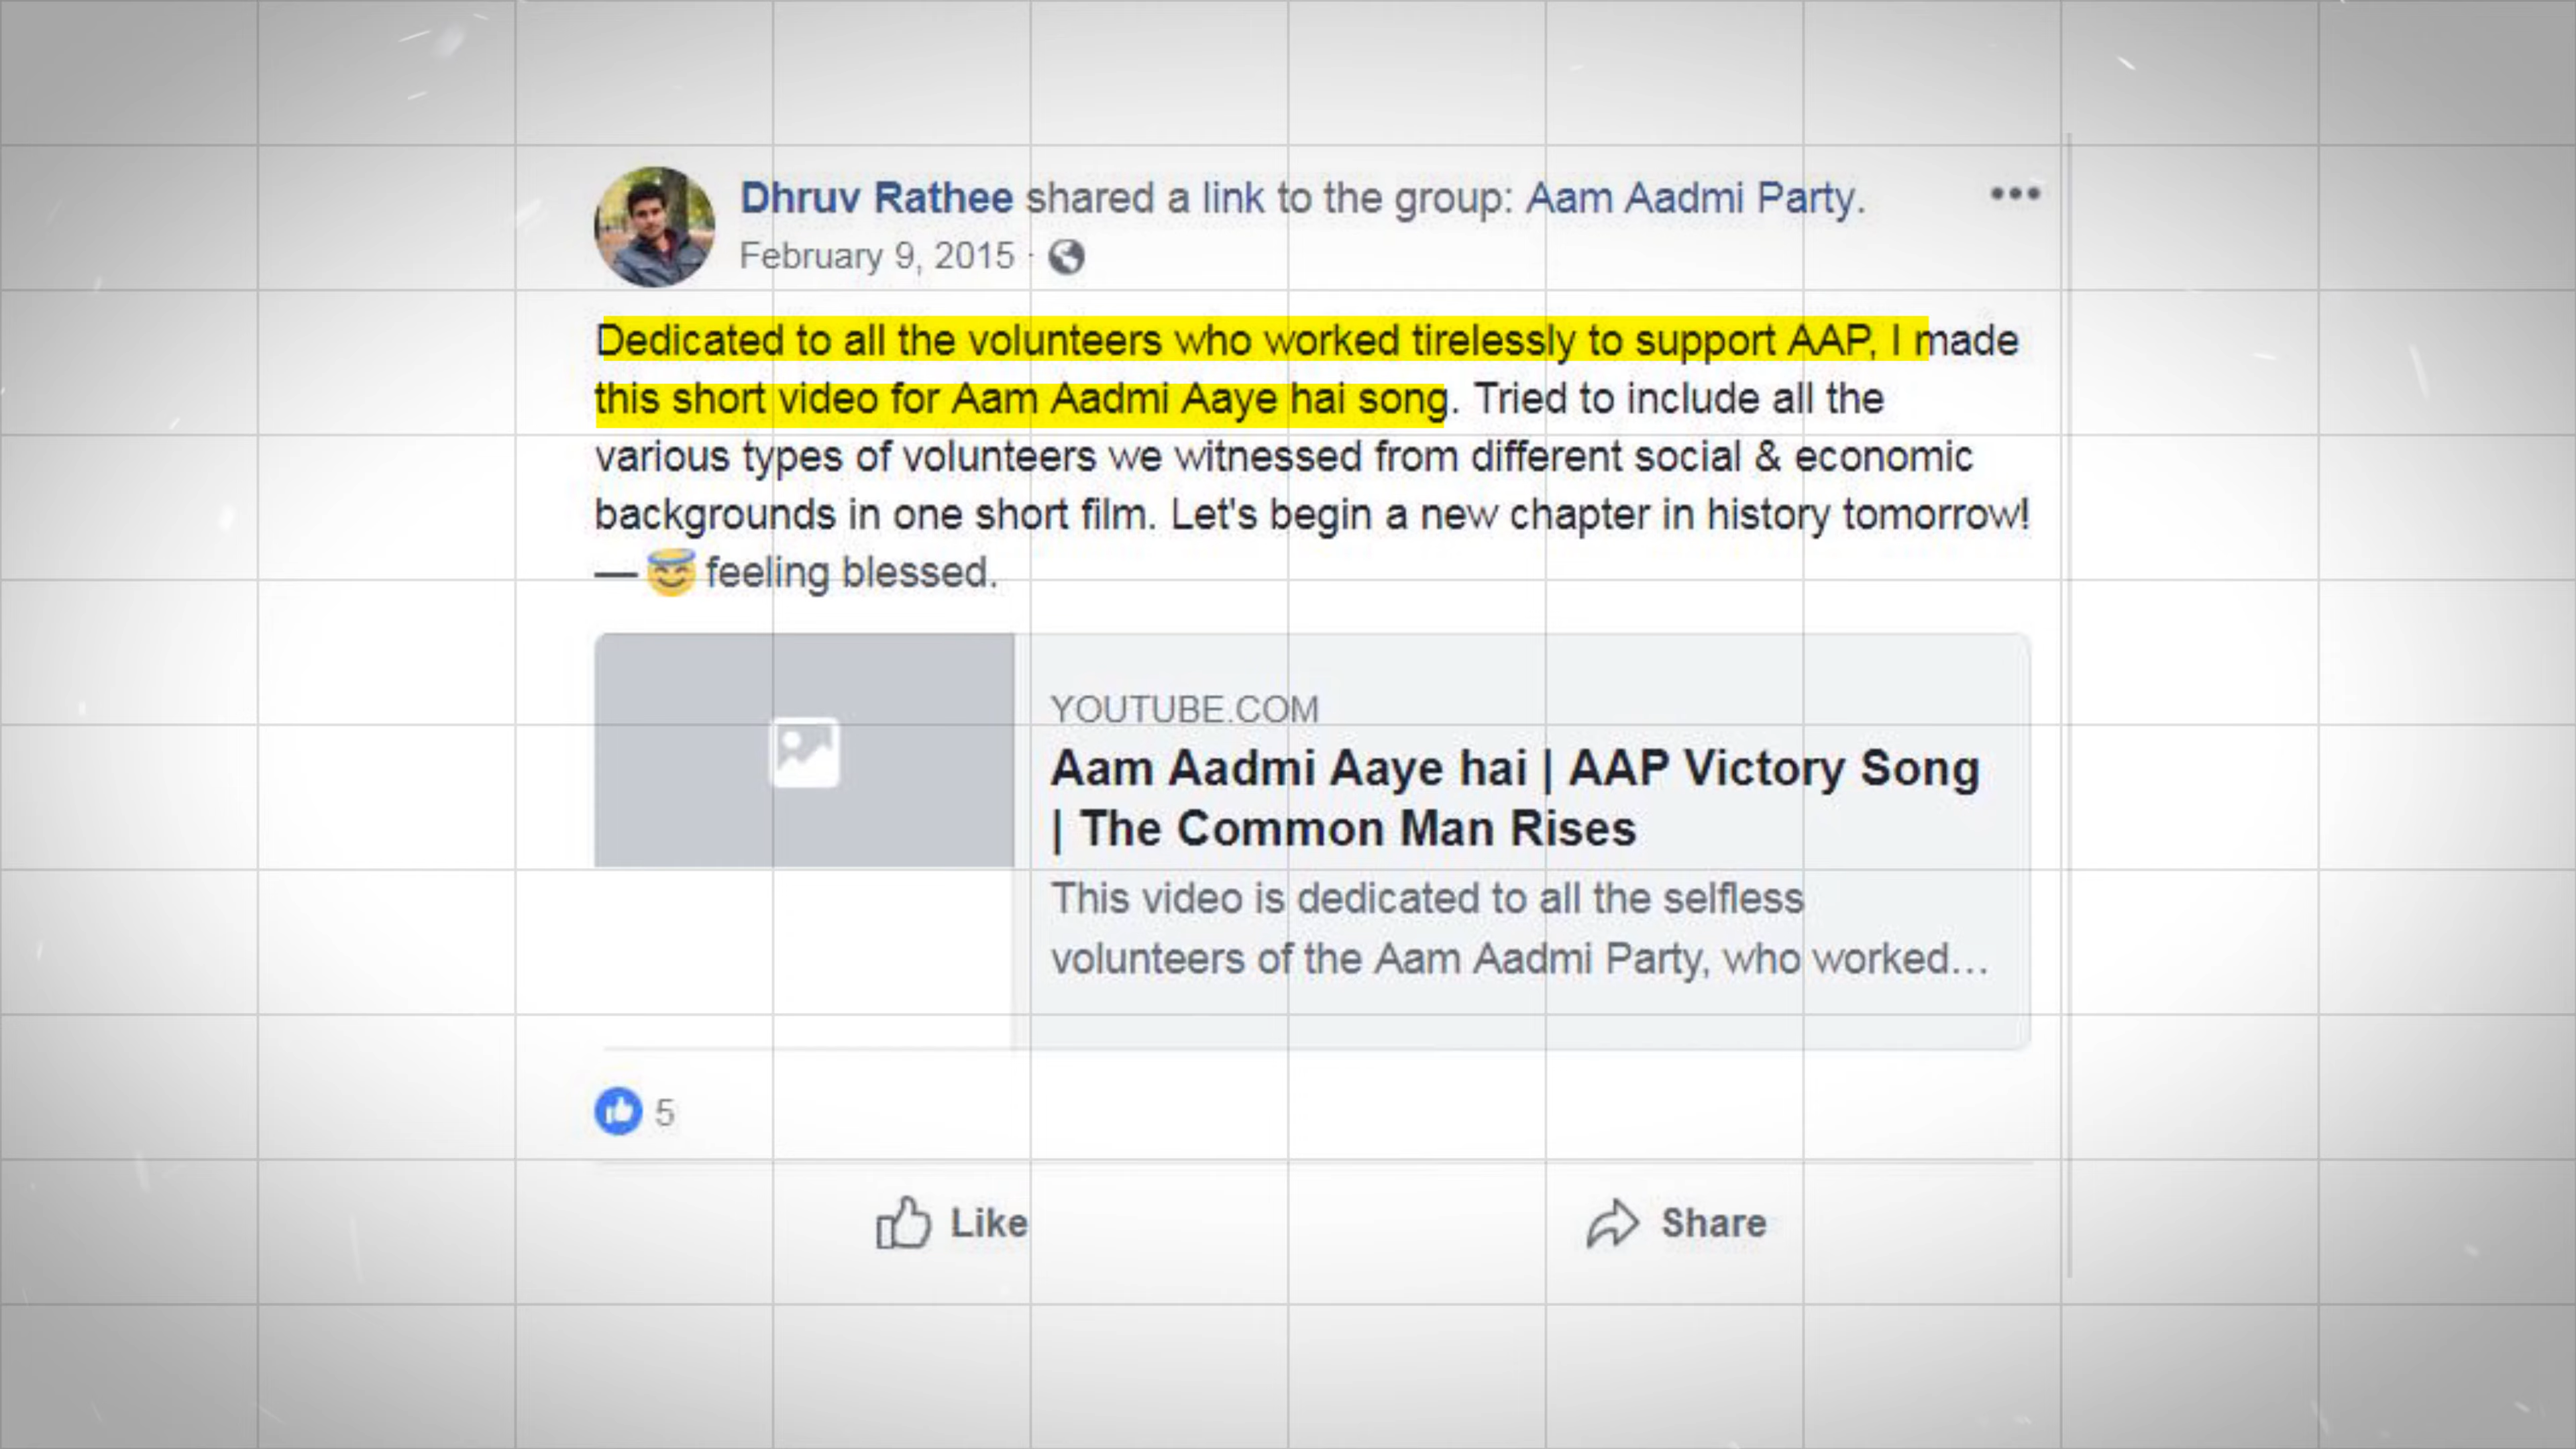 Dhruv Rathee shared a link to the group: Aam Aadmi Party.
February 9, 2015 ·
Dedicated to all the volunteers who worked tirelessly to support AAP, I made
this short video for Aam Aadmi Aaye hai song. Tried to include all the
various types of volunteers we witnessed from different social & economic
backgrounds in one short film. Let's begin a new chapter in history tomorrow!
— 😇 feeling blessed.
YOUTUBE.COM
Aam Aadmi Aaye hai | AAP Victory Song
| The Common Man Rises
This video is dedicated to all the selfless
volunteers of the Aam Aadmi Party, who worked...
5
Like
Share